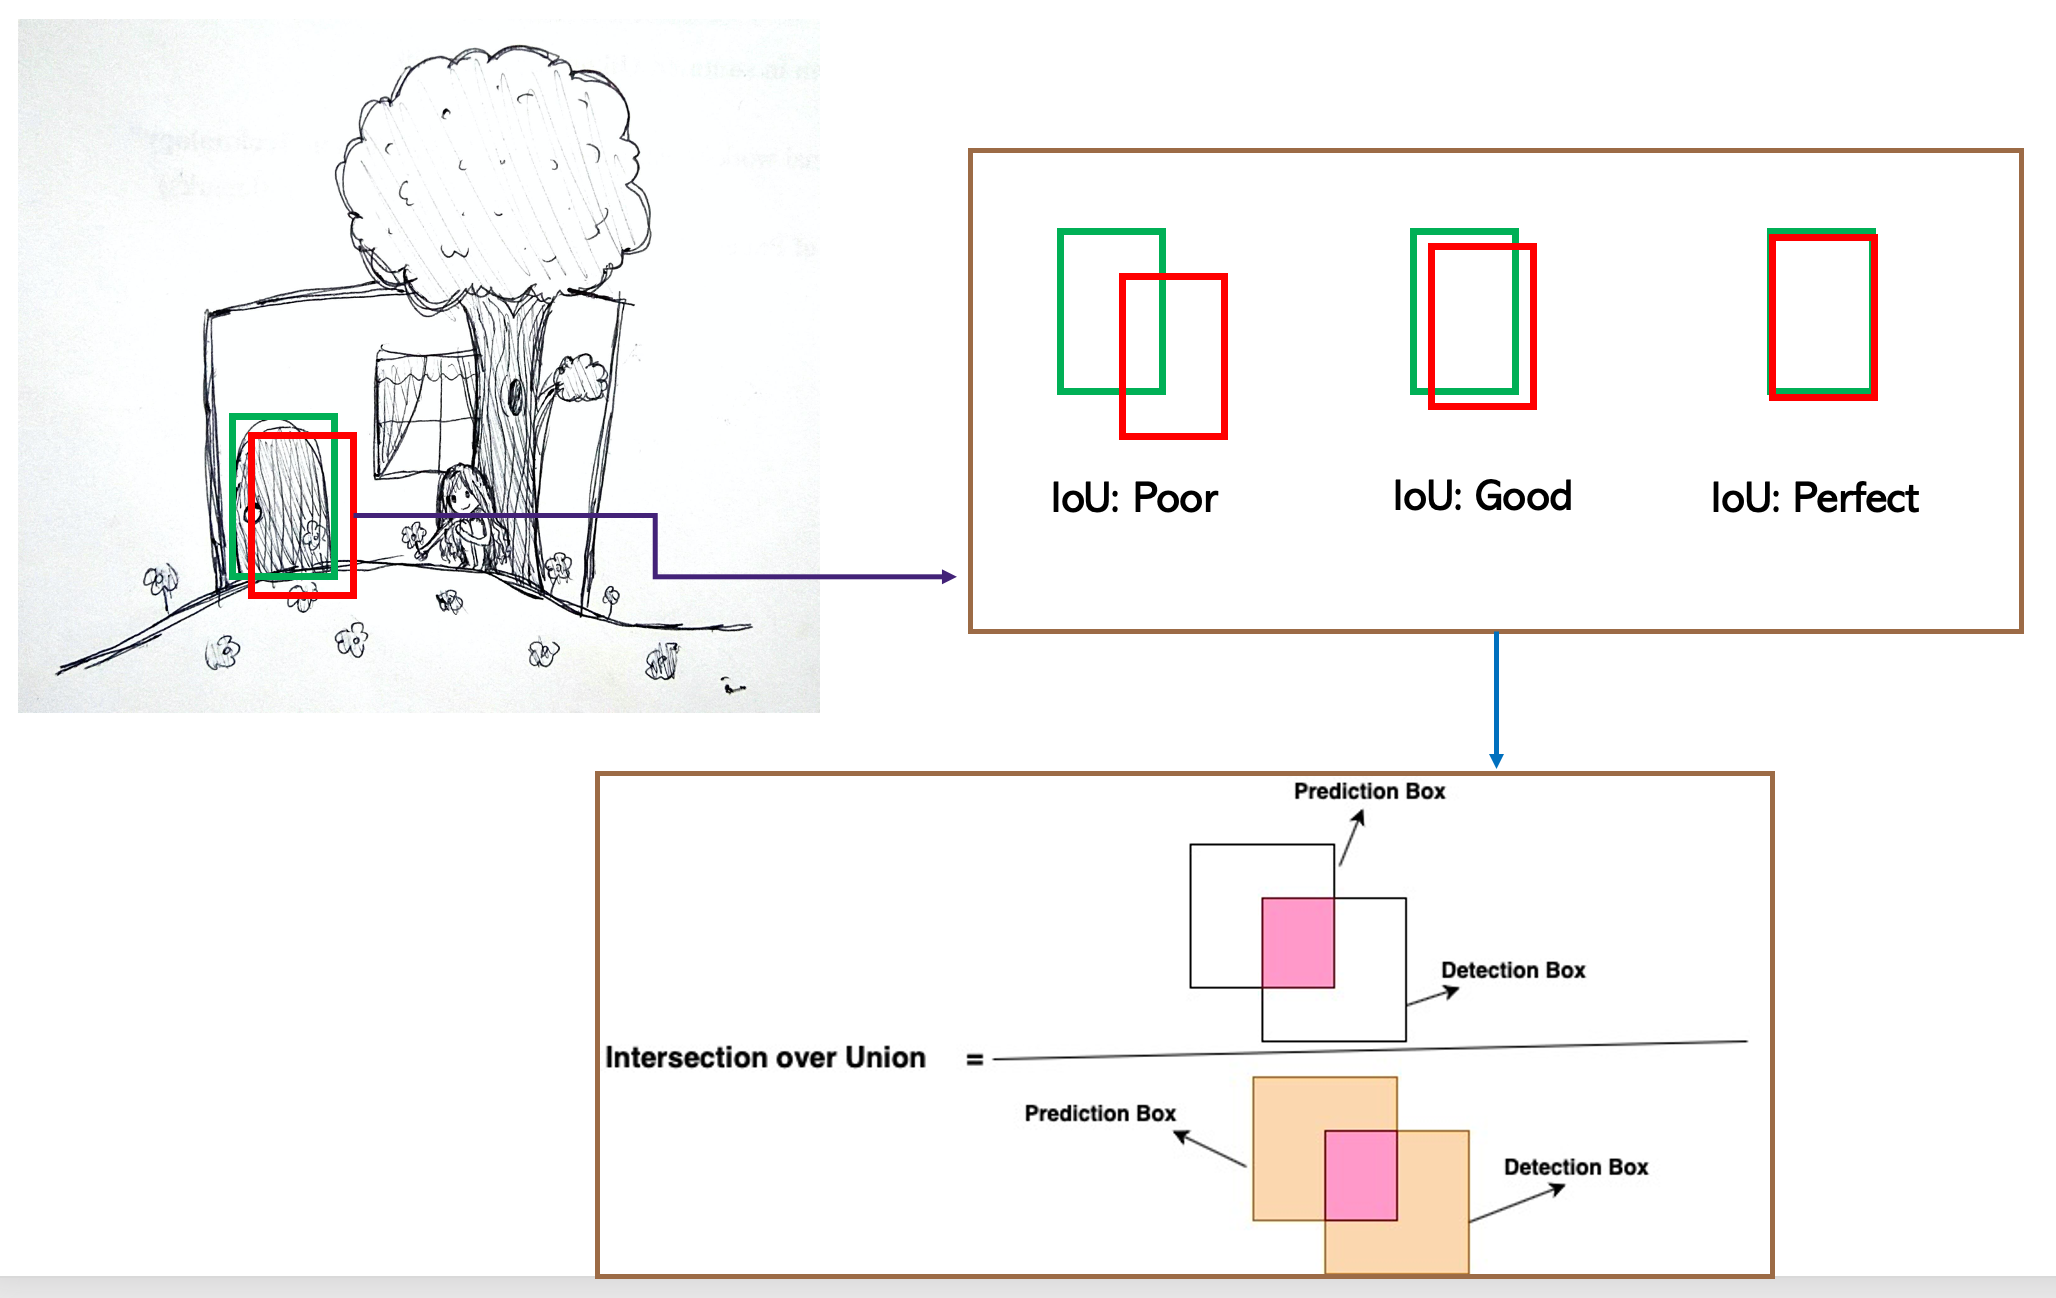 IoU: Poor
IoU: Good
IoU: Perfect
Prediction Box
Detection Box
Intersection over Union =
Prediction Box
Detection Box